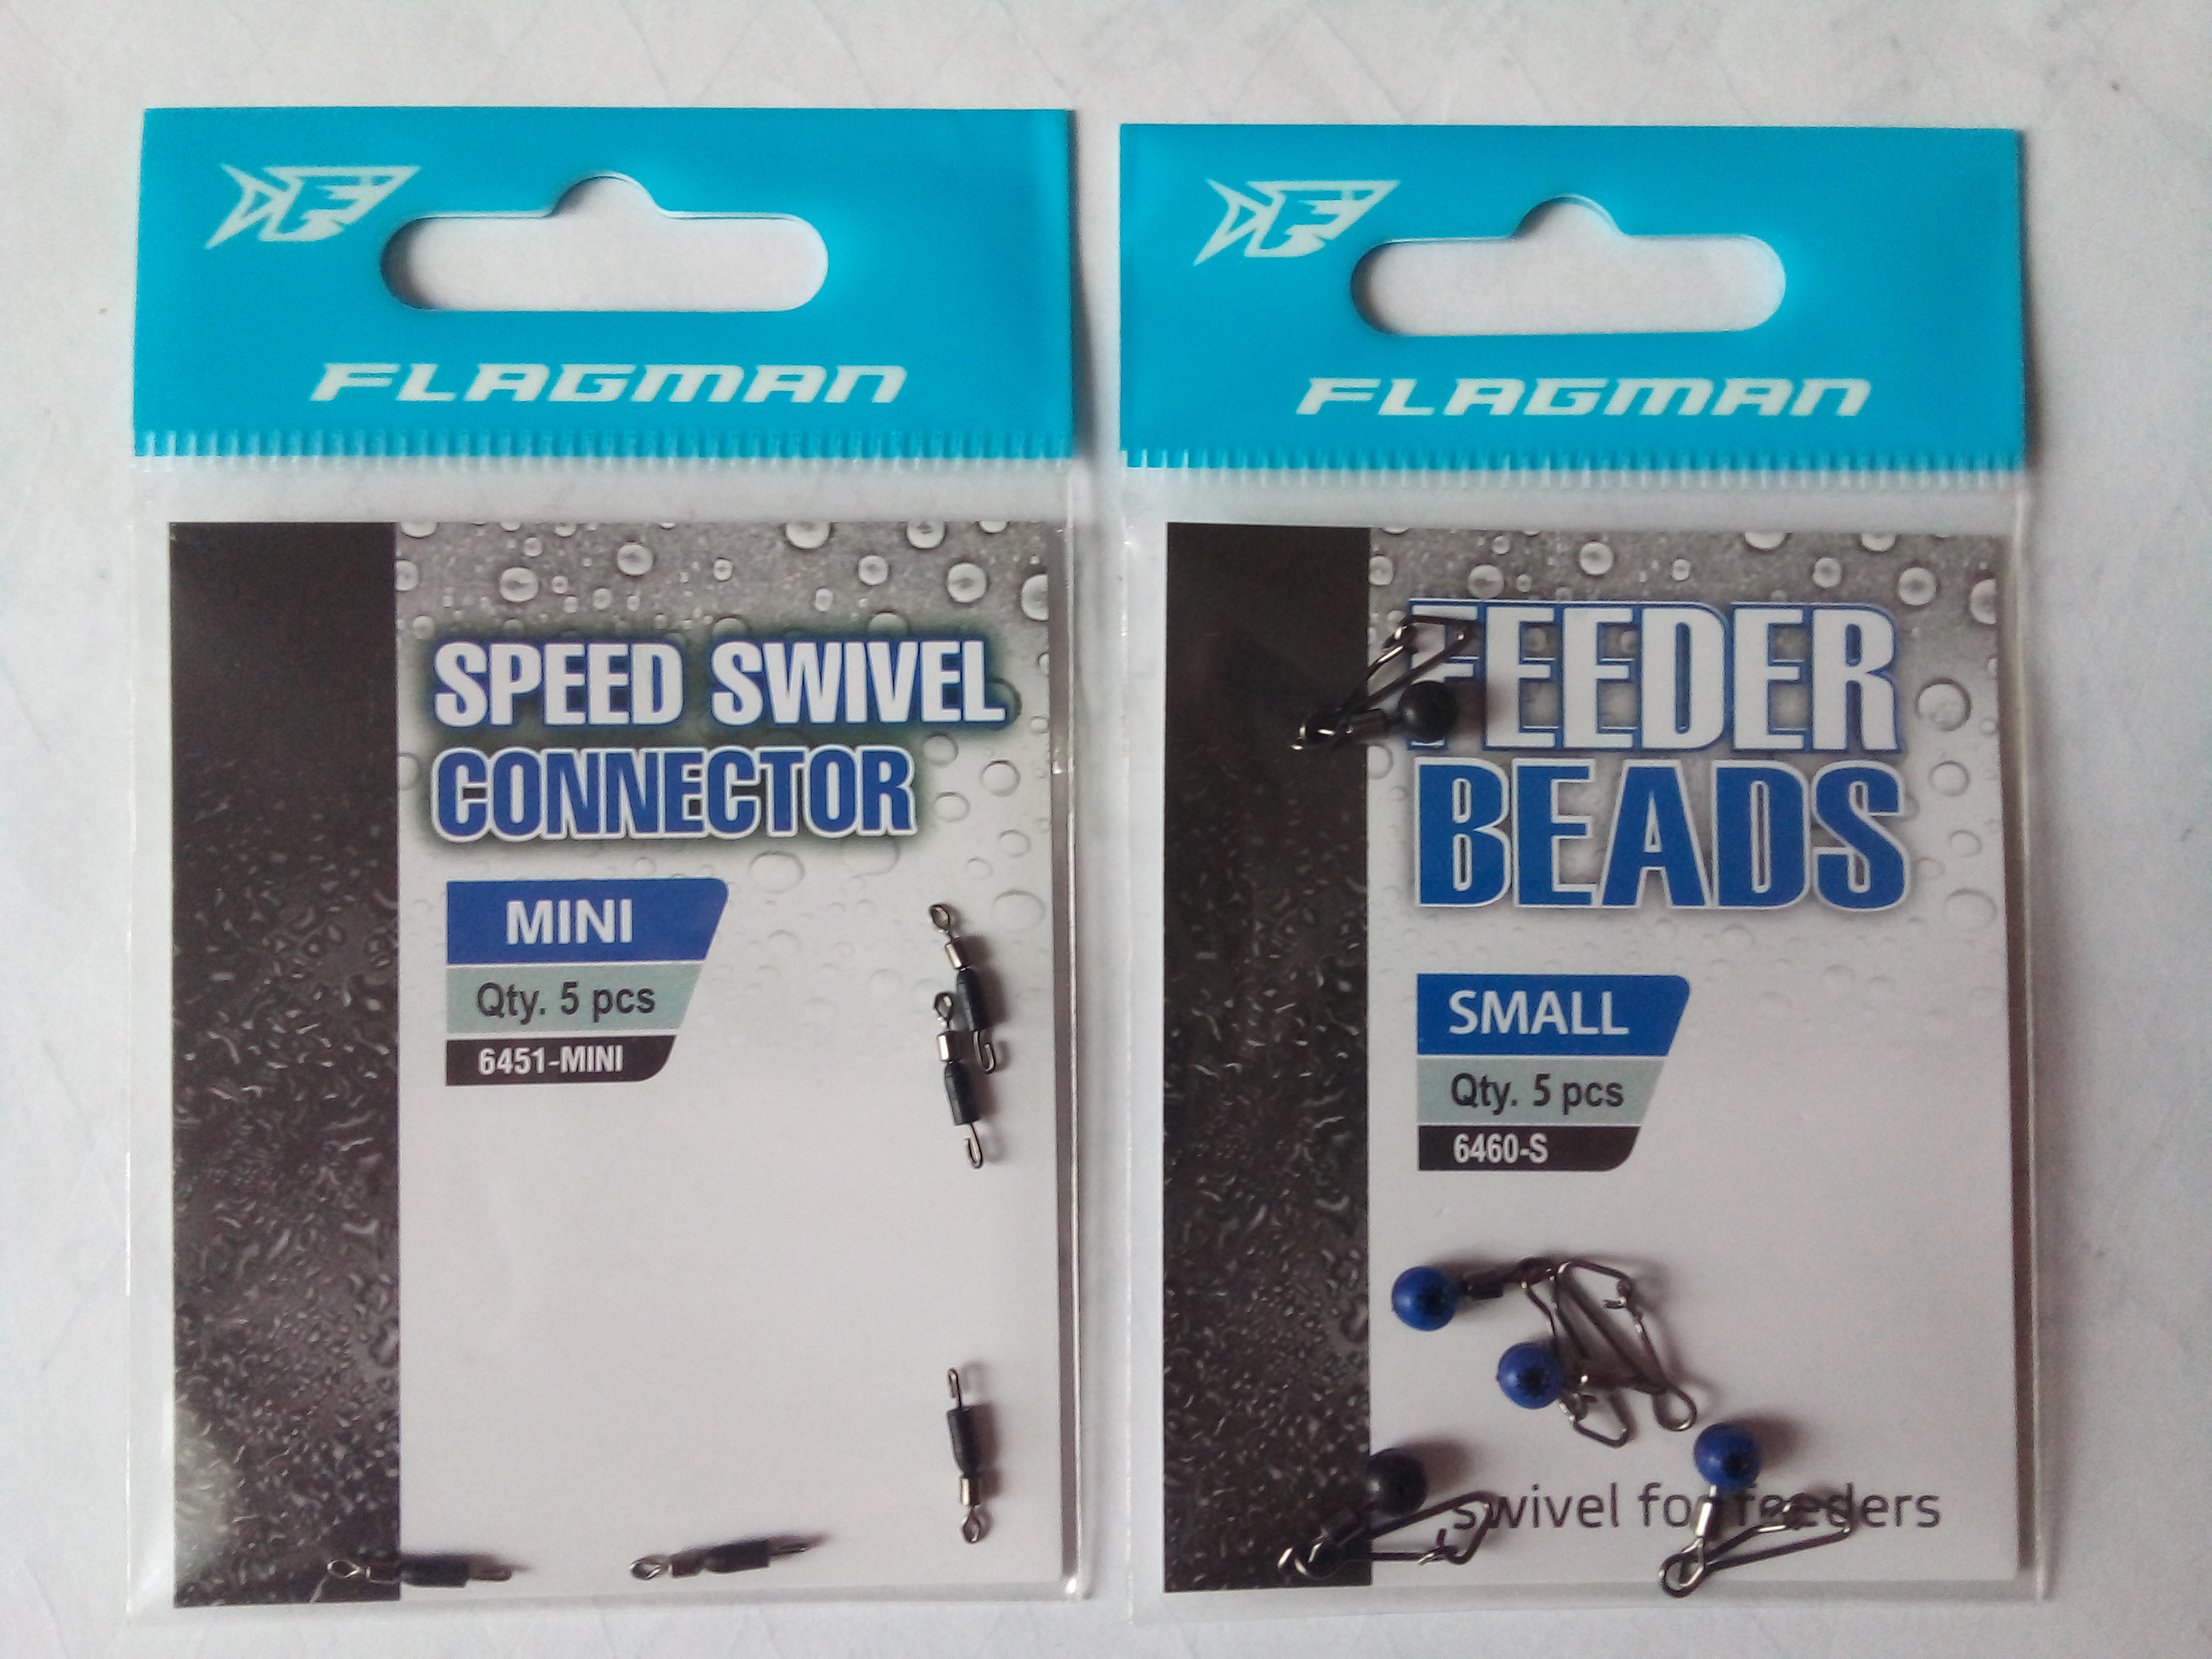 FLAGMAN
SPEED SWIVEL
CONNECTOR
MINI
Qty. 5 pcs
6451-MINI
FLAGMAN
FEEDER
BEADS
SMALL
Qty. 5 pcs
6460-S
swivel for feeders